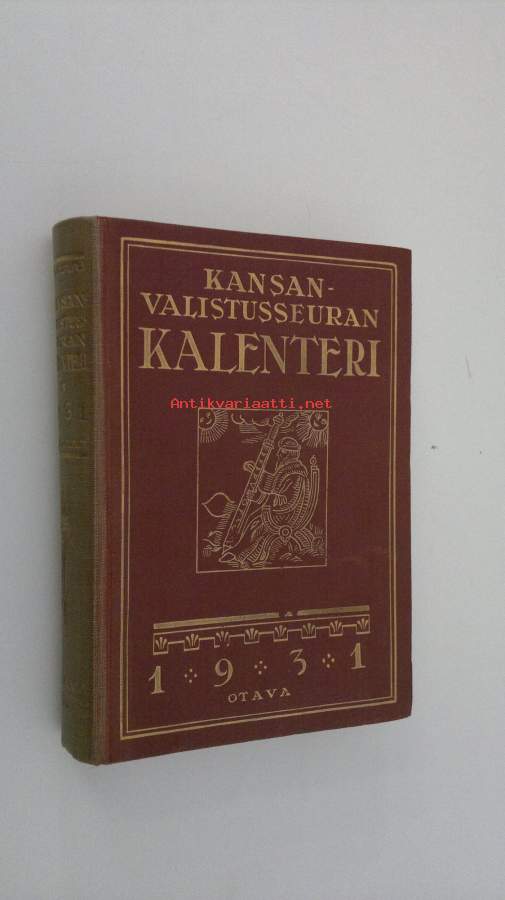 KANSAN-
VALISTUSSEURAN
KALENTERI
Antikvariaatti.net
1 9 3 1
OTAVA